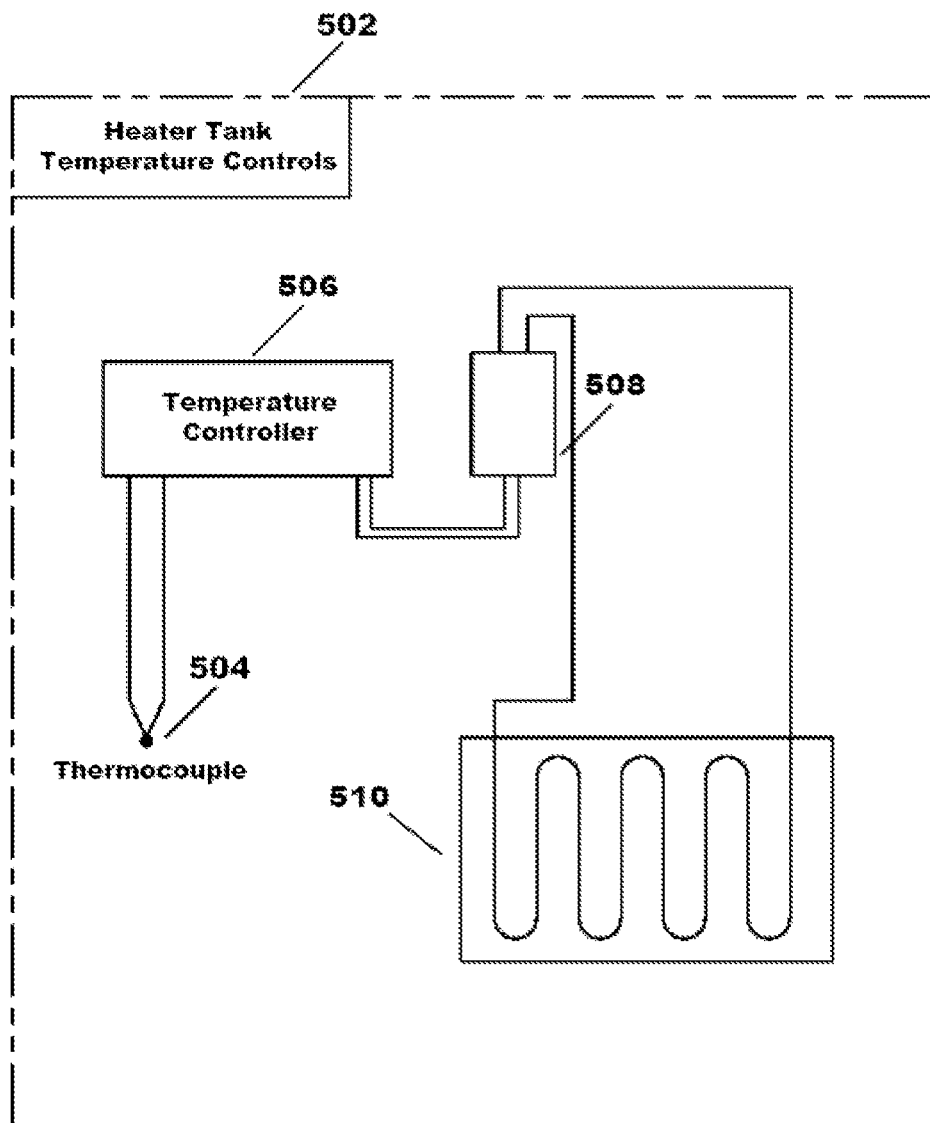 502
Heater Tank
Temperature Controls
506
Temperature
Controller
508
504
Thermocouple
510